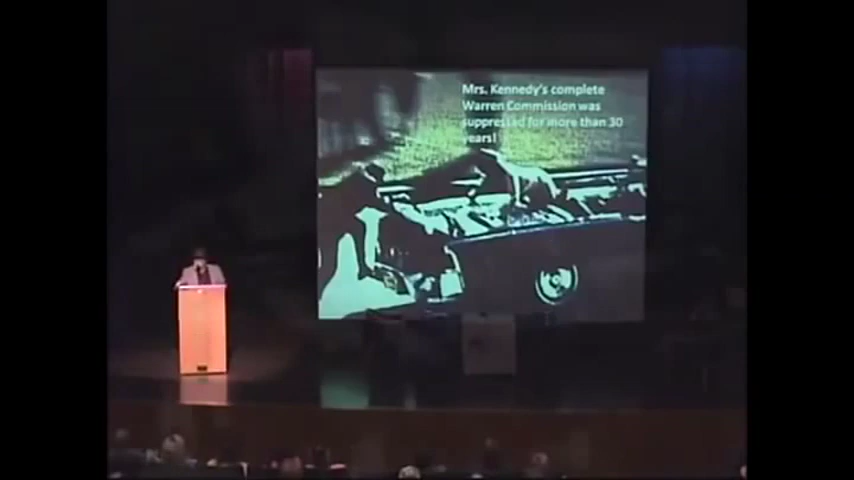 Mrs. Kennedy's complete
Warren Commission was
suppressed for more than 30
years!